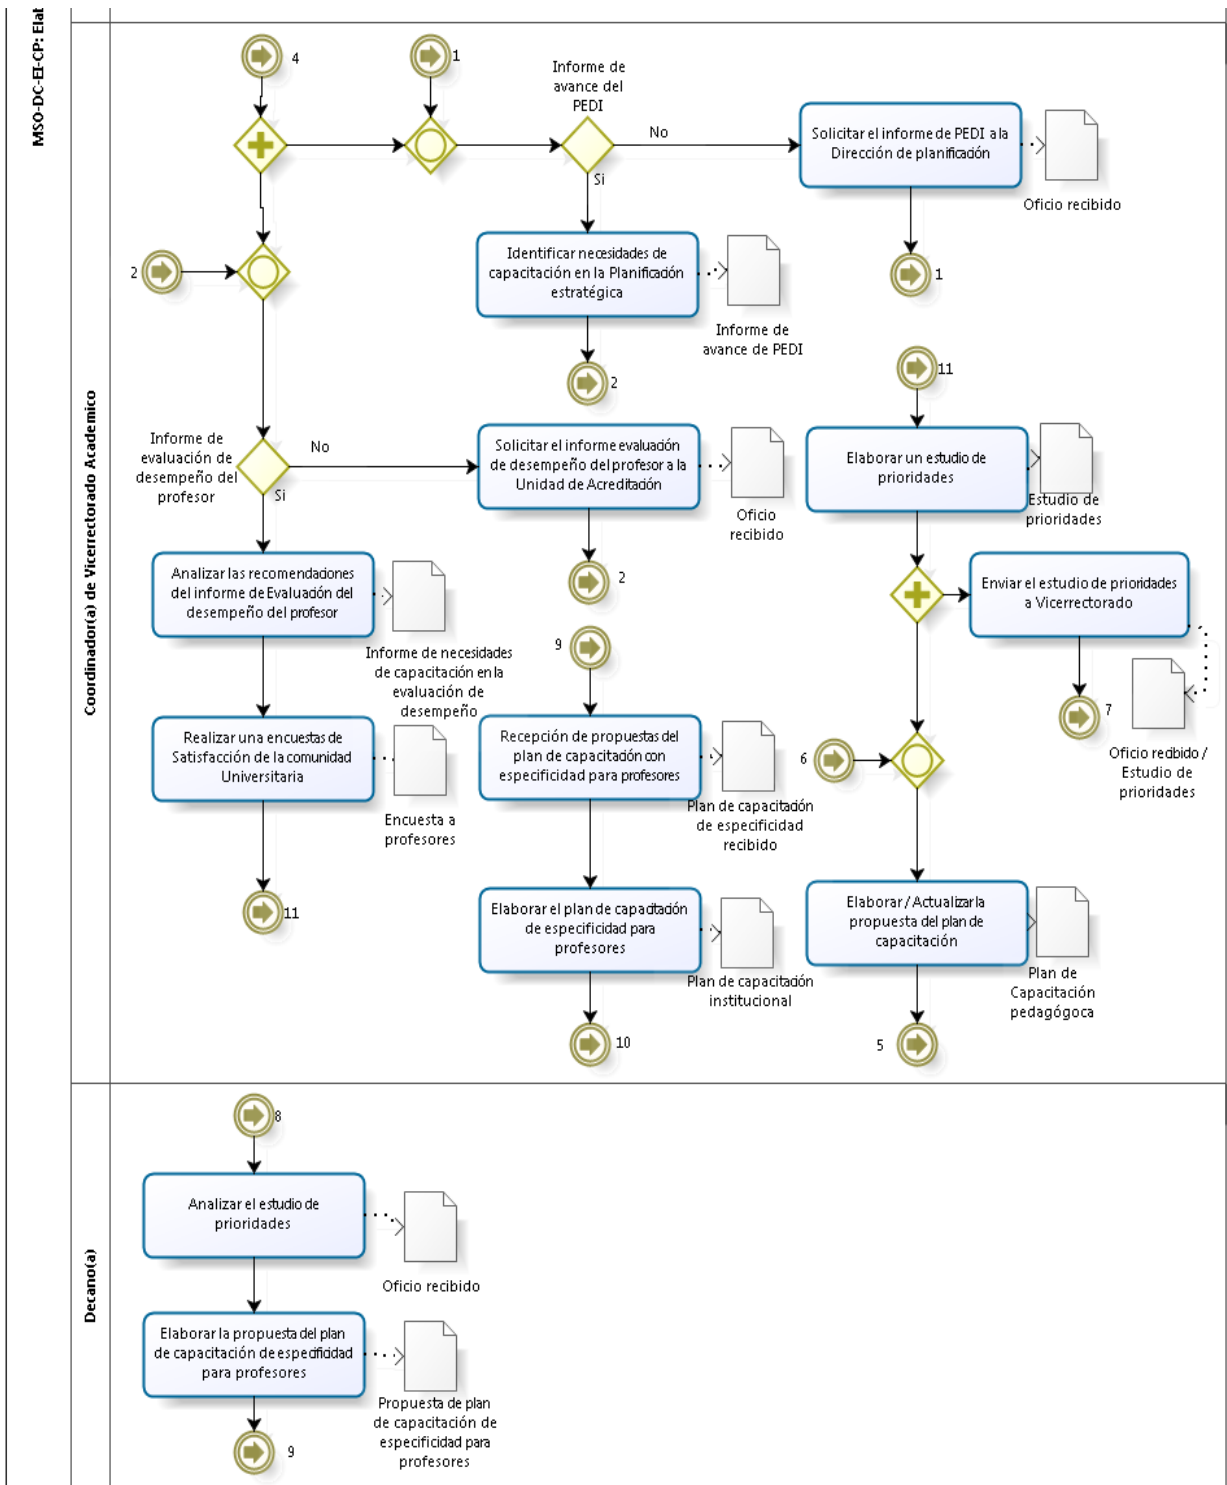 MSO-DC-EI-CP: Elal
Coordinador(a) de Vicerrectorado Academico
4
1
Informe de
avance del
PEDI
No
Si
Solicitar el informe de PEDI a la
Dirección de planificación
Oficio recibido
1
2
Identificar necesidades de
capacitación en la Planificación
estratégica
Informe de
avance de PEDI
2
11
Informe de
evaluación de
desempeño del
profesor
No
Si
Solicitar el informe evaluación
de desempeño del profesor a la
Unidad de Acreditación
Oficio
recibido
2
Elaborar un estudio de
prioridades
Estudio de
prioridades
Analizar las recomendaciones
del informe de Evaluación del
desempeño del profesor
Informe de necesidades
de capacitación en la
evaluación de
desempeño
Enviar el estudio de prioridades
a Vicerrectorado
7
Oficio recibido /
Estudio de
prioridades
9
Realizar una encuestas de
Satisfacción de la comunidad
Universitaria
Encuesta a
profesores
11
Recepción de propuestas del
plan de capacitación con
especificidad para profesores
Plan de capacitación
de especificidad
recibido
6
Elaborar el plan de capacitación
de especificidad para
profesores
Plan de capacitación
institucional
10
Elaborar / Actualizar la
propuesta del plan de
capacitación
Plan de
Capacitación
pedagógoca
5
Decano(a)
8
Analizar el estudio de
prioridades
Oficio recibido
Elaborar la propuesta del plan
de capacitación de especificidad
para profesores
Propuesta de plan
de capacitación de
especificidad para
profesores
9